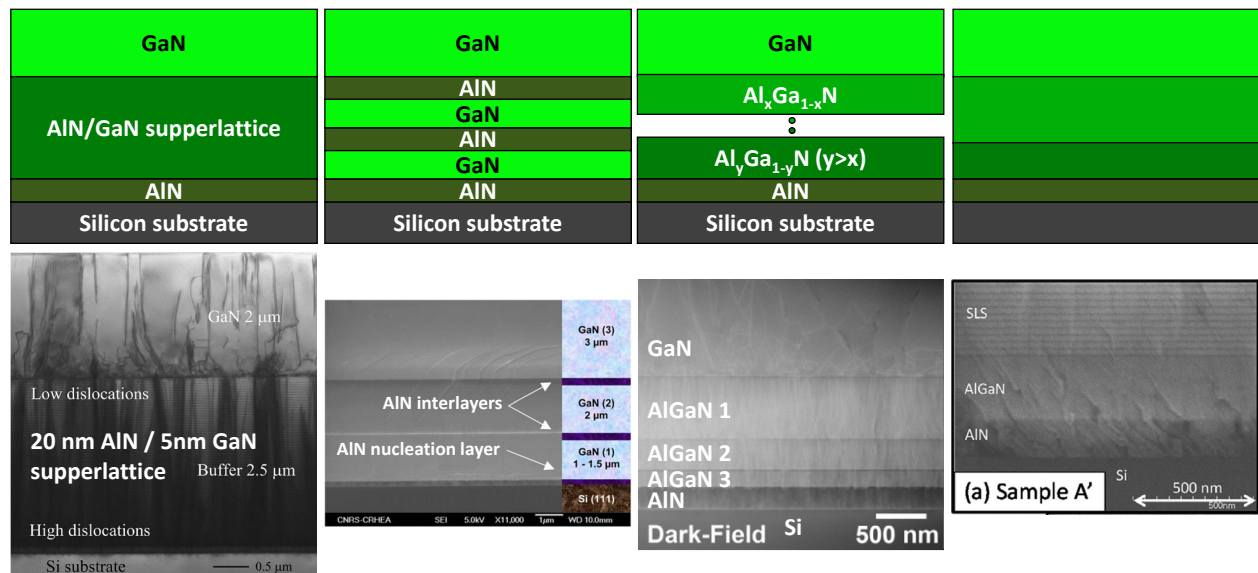 GaN
AlN/GaN supperlattice
AlN
Silicon substrate
GaN
AlN
GaN
AlN
GaN
AlN
Silicon substrate
GaN
AlxGa1-xN
AlyGa1-yN (y>x)
AlN
Silicon substrate
GaN 2 μm
Low dislocations
20 nm AlN / 5nm GaN
supperlattice
Buffer 2.5 μm
High dislocations
Si substrate
0.5 μm
AlN interlayers
AlN nucleation layer
GaN (3)
3 μm
GaN (2)
2 μm
GaN (1)
1 - 1.5 μm
Si (111)
CNRS-CRHEA SEI 5.0kV X11,000 1μm WD 10.0mm
GaN
AlGaN 1
AlGaN 2
AlGaN 3
AlN
Dark-Field
Si
500 nm
SLS
AlGaN
AlN
Si
(a) Sample A'
500 nm
500nm